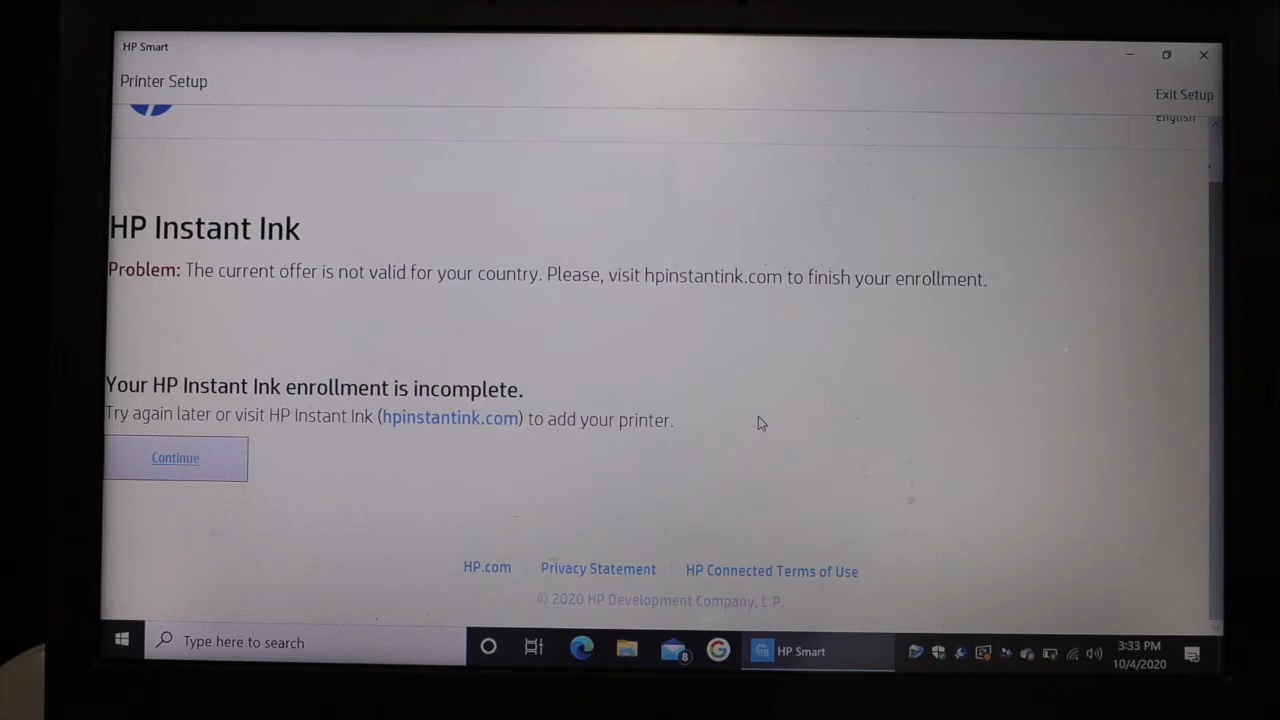 HP Smart
Printer Setup
Exit Setup
English
HP Instant Ink
Problem: The current offer is not valid for your country. Please, visit hpinstantink.com to finish your enrollment.
Your HP Instant Ink enrollment is incomplete.
Try again later or visit HP Instant Ink (hpinstantink.com) to add your printer.
Continue
HP.com Privacy Statement HP Connected Terms of Use
© 2020 HP Development Company, L.P.
Type here to search
8
G
HP Smart
3:33 PM
10/4/2020